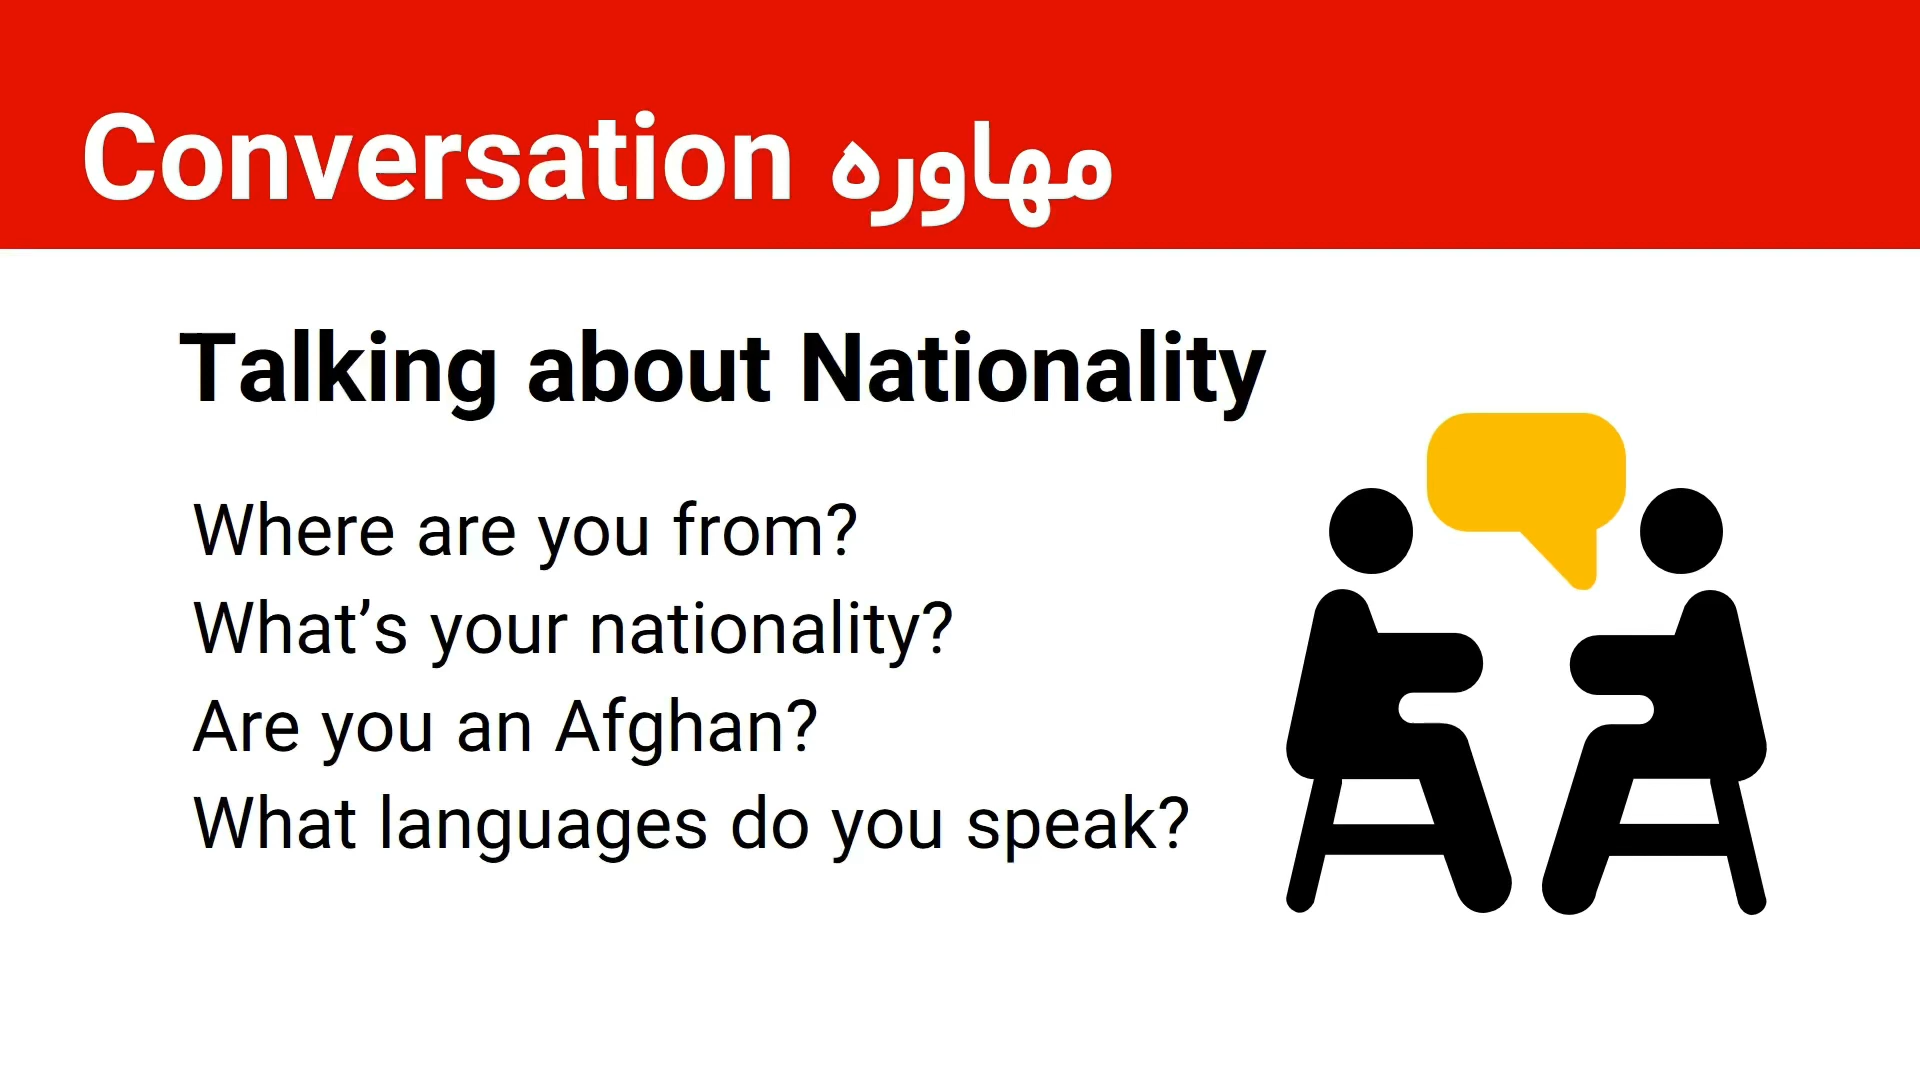 Conversation مهاوره
Talking about Nationality
Where are you from?
What’s your nationality?
Are you an Afghan?
What languages do you speak?